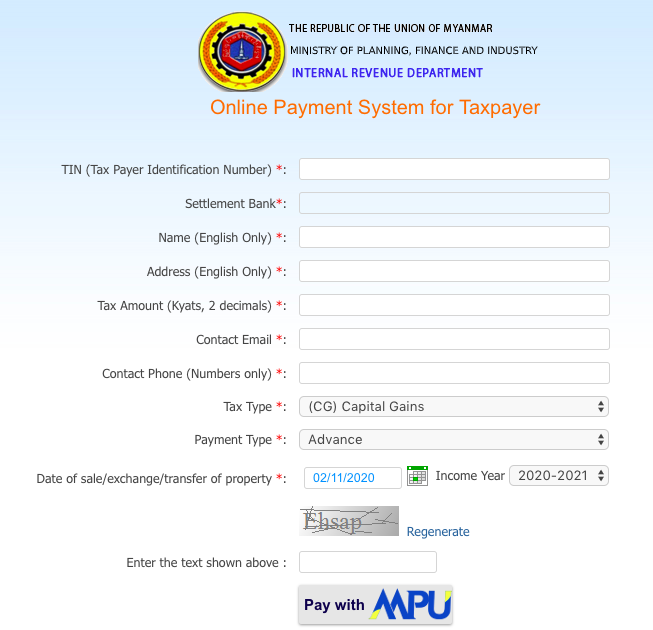 THE REPUBLIC OF THE UNION OF MYANMAR
MINISTRY OF PLANNING, FINANCE AND INDUSTRY
INTERNAL REVENUE DEPARTMENT
Online Payment System for Taxpayer
TIN (Tax Payer Identification Number) *:
Settlement Bank*:
Name (English Only) *:
Address (English Only) *:
Tax Amount (Kyats, 2 decimals) *:
Contact Email *:
Contact Phone (Numbers only) *:
Tax Type *: (CG) Capital Gains
Payment Type *: Advance
Date of sale/exchange/transfer of property *: 02/11/2020 Income Year 2020-2021
Ehsap Regenerate
Enter the text shown above :
Pay with MPU